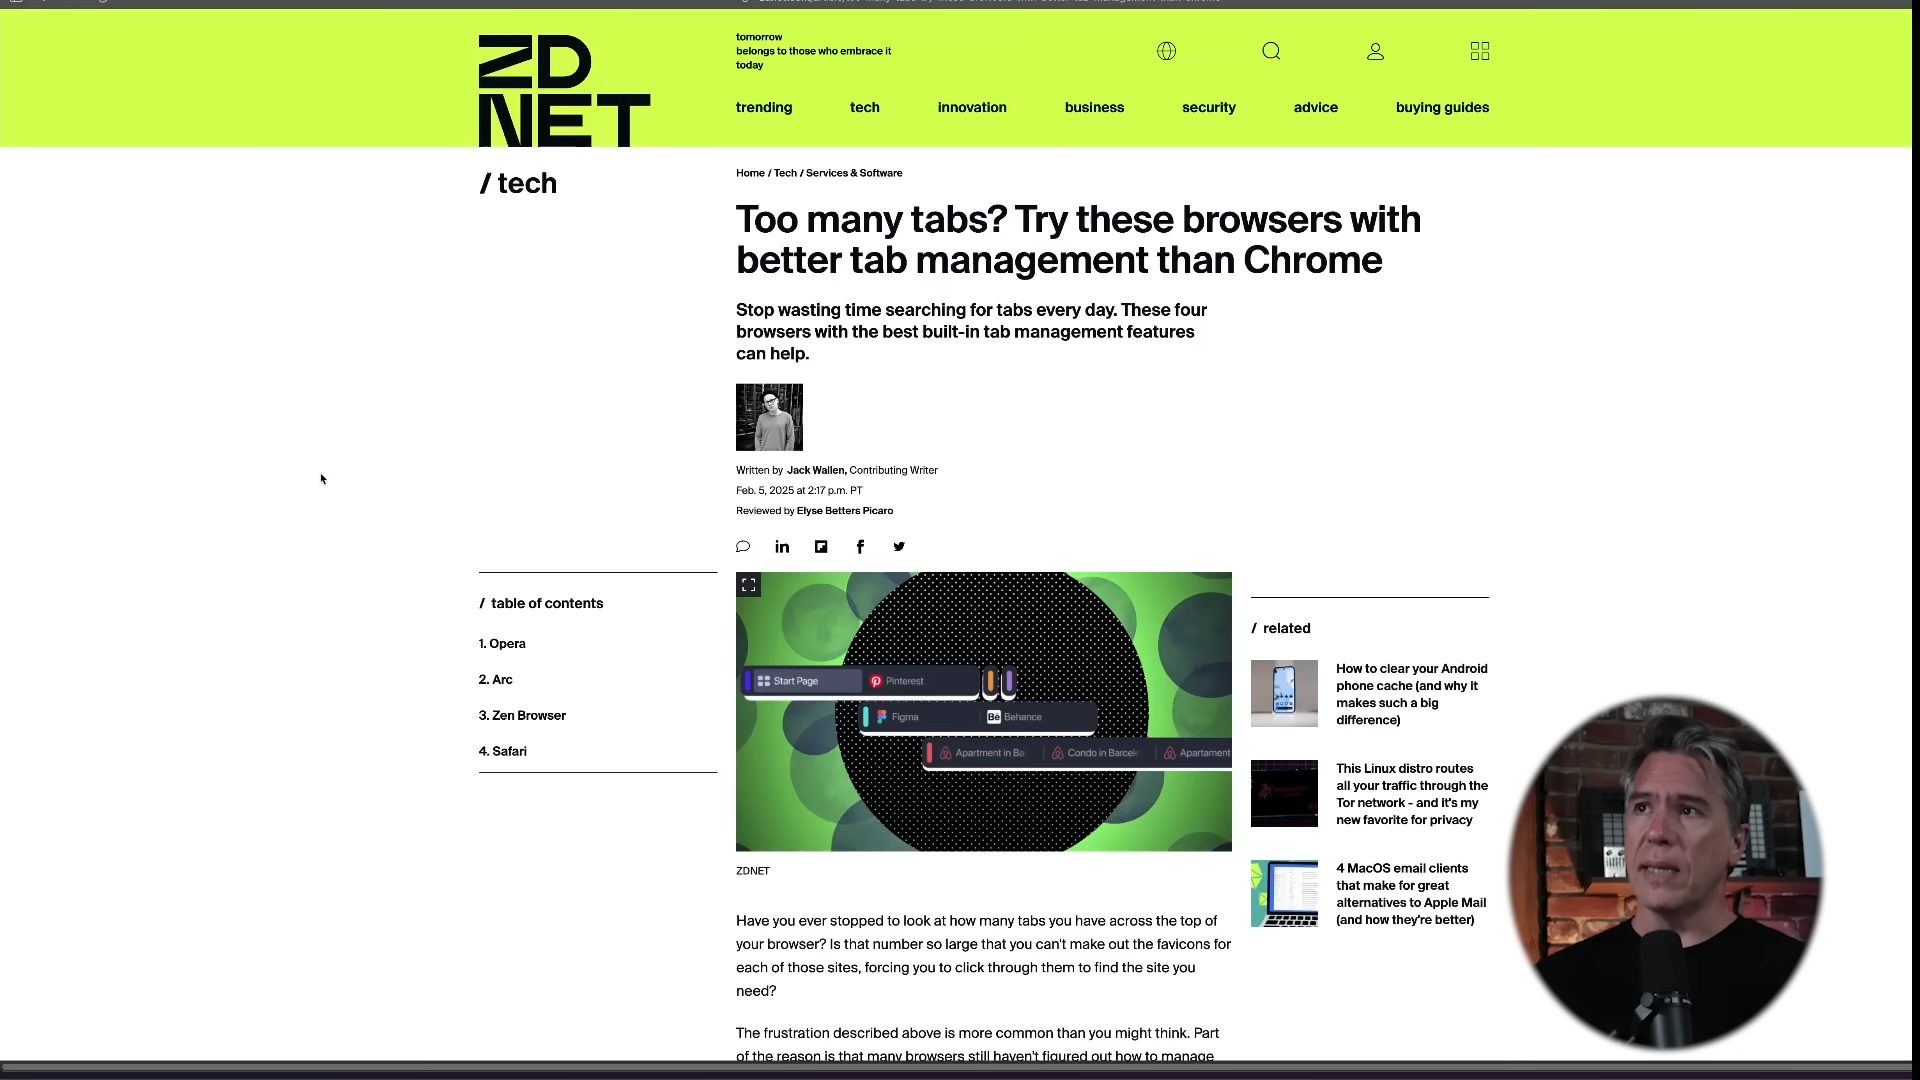 ZD
NET
tomorrow
belongs to those who embrace it
today
trending
tech
innovation
business
security
advice
buying guides
/ tech
Home / Tech / Services & Software
Too many tabs? Try these browsers with
better tab management than Chrome
Stop wasting time searching for tabs every day. These four
browsers with the best built-in tab management features
can help.
Written by Jack Wallen, Contributing Writer
Feb. 5, 2025 at 2:17 p.m. PT
Reviewed by Elyse Betters Picaro
/ table of contents
1. Opera
2. Arc
3. Zen Browser
4. Safari
Start Page
Pinterest
Figma
Bē Behance
Apartment in Ba
Condo in Barcel
Apartament
ZDNET
Have you ever stopped to look at how many tabs you have across the top of
your browser? Is that number so large that you can't make out the favicons for
each of those sites, forcing you to click through them to find the site you
need?
The frustration described above is more common than you might think. Part
of the reason is that many browsers still haven't figured out how to manage
/ related
How to clear your Android
phone cache (and why it
makes such a big
difference)
This Linux distro routes
all your traffic through the
Tor network - and it's my
new favorite for privacy
4 MacOS email clients
that make for great
alternatives to Apple Mail
(and how they're better)